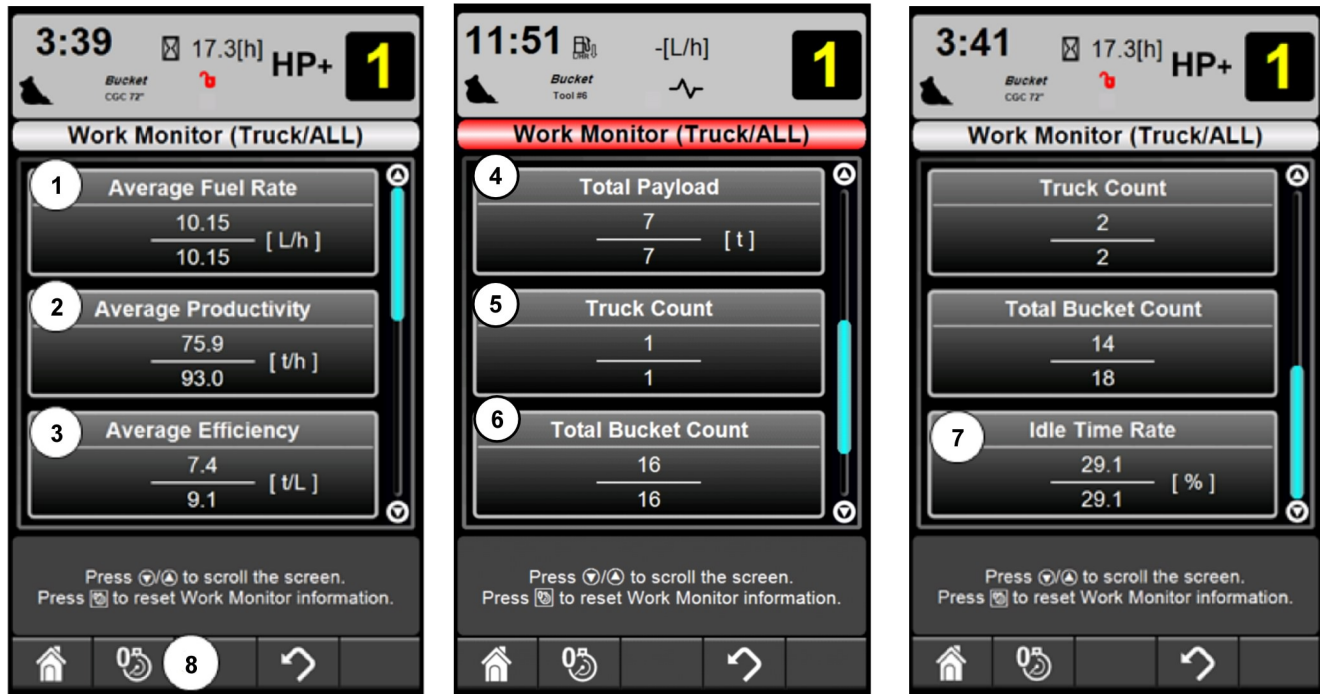 3:39 17.3[h] HP+ 1
Bucket
CGC 72"
Work Monitor (Truck/ALL)
1 Average Fuel Rate
10.15
[ L/h ]
10.15
2 Average Productivity
75.9
[ t/h ]
93.0
3 Average Efficiency
7.4
[ t/L ]
9.1
Press / to scroll the screen.
Press to reset Work Monitor information.
0 8
11:51 -[L/h] 1
Bucket
Tool #6
Work Monitor (Truck/ALL)
4 Total Payload
7
[ t ]
7
5 Truck Count
1
1
6 Total Bucket Count
16
16
Press / to scroll the screen.
Press to reset Work Monitor information.
0
3:41 17.3[h] HP+ 1
Bucket
CGC 72"
Work Monitor (Truck/ALL)
Truck Count
2
2
Total Bucket Count
14
18
7 Idle Time Rate
29.1
[ % ]
29.1
Press / to scroll the screen.
Press to reset Work Monitor information.
0